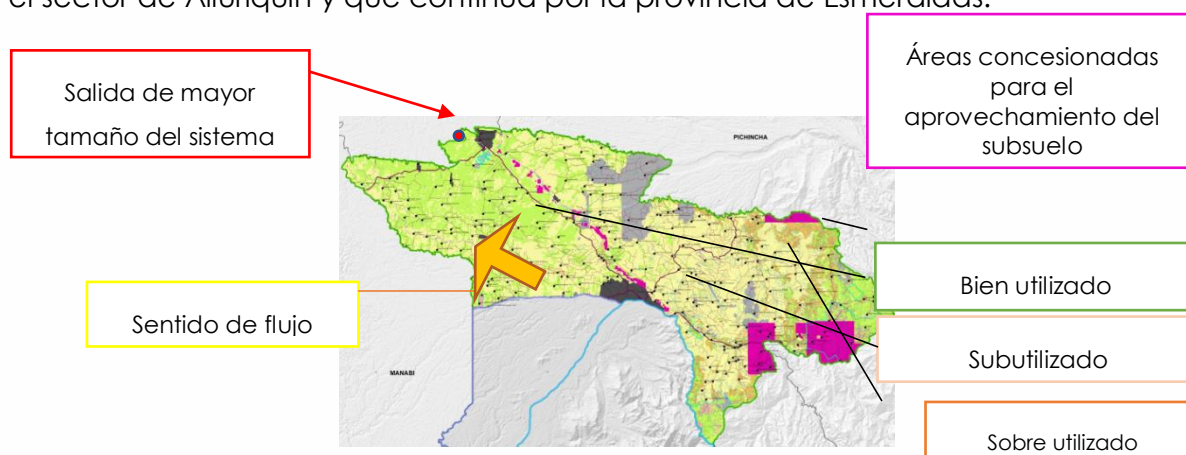 el sector de Alluriquín y que continúa por la provincia de Esmeraldas.
Salida de mayor
tamaño del sistema
Áreas concesionadas
para el
aprovechamiento del
subsuelo
PICHINCHA
Bien utilizado
Sentido de flujo
Subutilizado
MANABI
Sobre utilizado